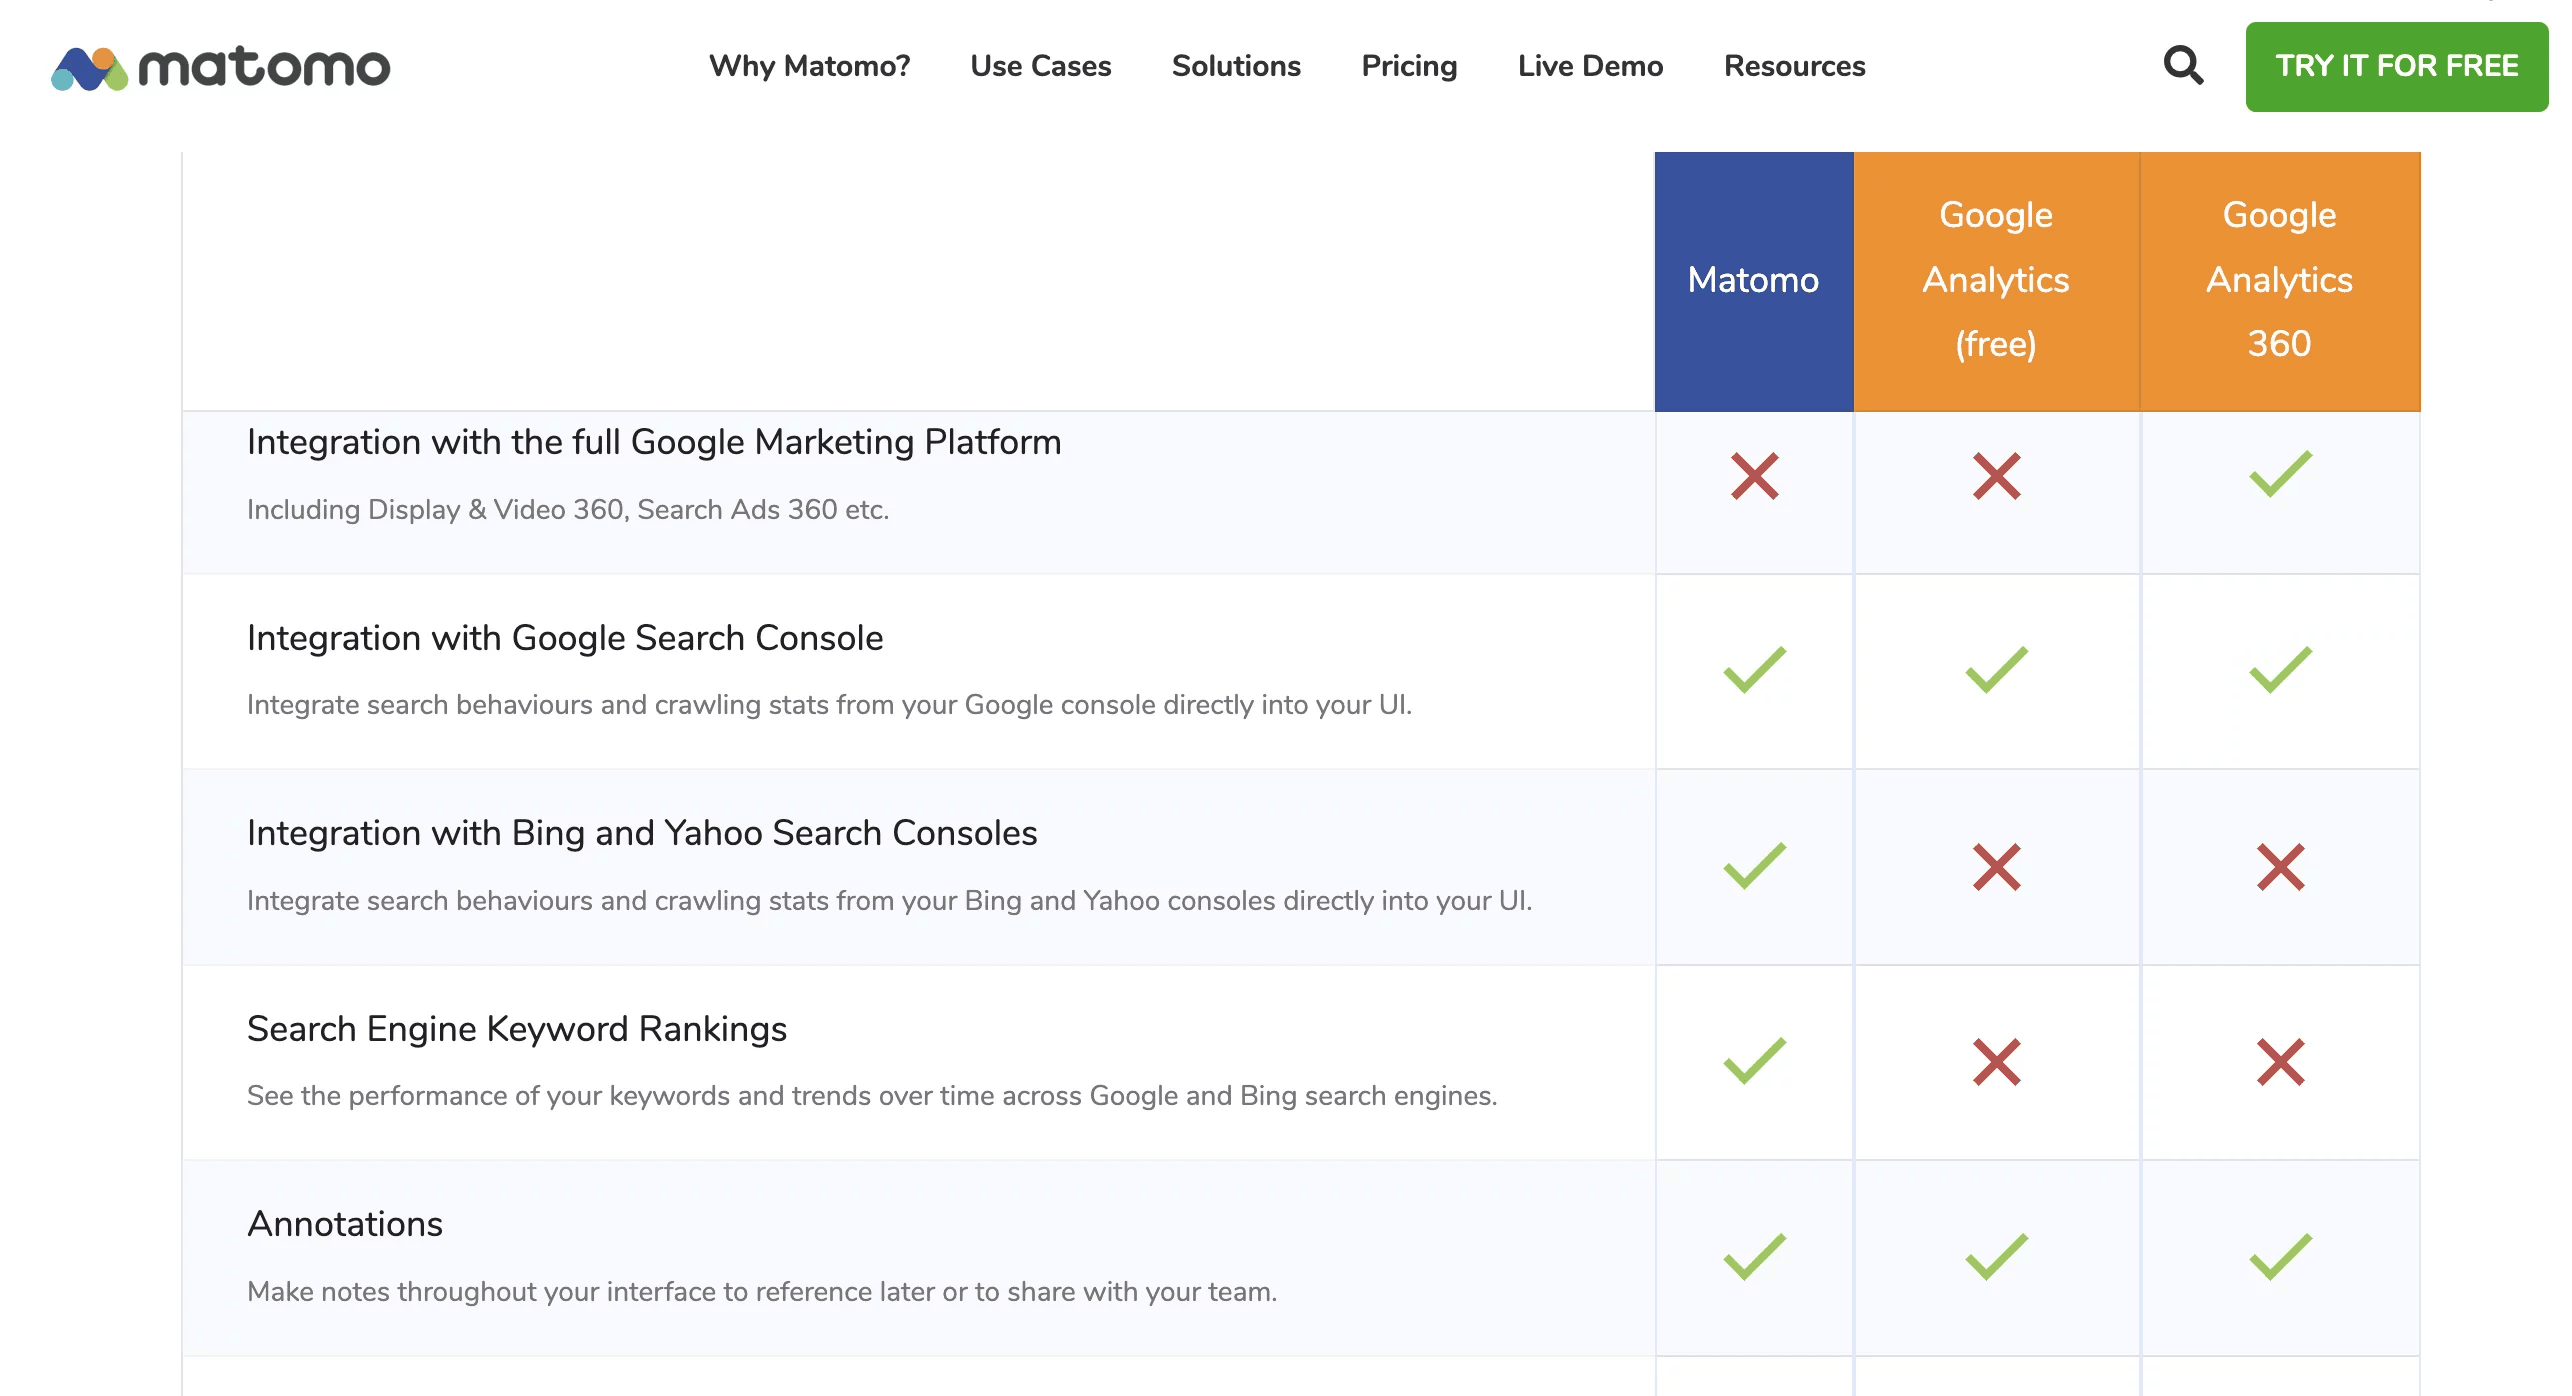 matomo
Why Matomo? Use Cases Solutions Pricing Live Demo Resources
TRY IT FOR FREE
Matomo
Google Analytics (free)
Google Analytics 360
Integration with the full Google Marketing Platform
Including Display & Video 360, Search Ads 360 etc.
Integration with Google Search Console
Integrate search behaviours and crawling stats from your Google console directly into your UI.
Integration with Bing and Yahoo Search Consoles
Integrate search behaviours and crawling stats from your Bing and Yahoo consoles directly into your UI.
Search Engine Keyword Rankings
See the performance of your keywords and trends over time across Google and Bing search engines.
Annotations
Make notes throughout your interface to reference later or to share with your team.